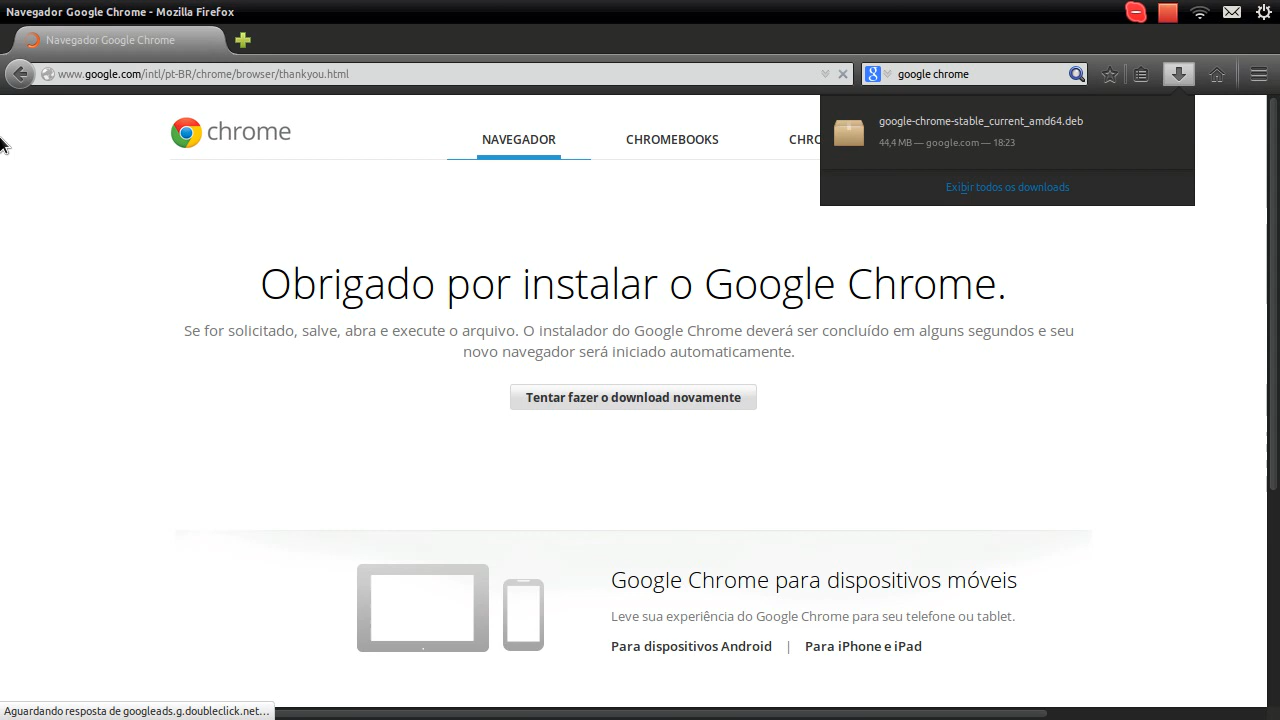 Navegador Google Chrome - Mozilla Firefox
Navegador Google Chrome
www.google.com/intl/pt-BR/chrome/browser/thankyou.html
google chrome
chrome
NAVEGADOR
CHROMEBOOKS
CHRO
google-chrome-stable_current_amd64.deb
44,4 MB — google.com — 18:23
Exibir todos os downloads
Obrigado por instalar o Google Chrome.
Se for solicitado, salve, abra e execute o arquivo. O instalador do Google Chrome deverá ser concluído em alguns segundos e seu
novo navegador será iniciado automaticamente.
Tentar fazer o download novamente
Google Chrome para dispositivos móveis
Leve sua experiência do Google Chrome para seu telefone ou tablet.
Para dispositivos Android | Para iPhone e iPad
Aguardando resposta de googleads.g.doubleclick.net...